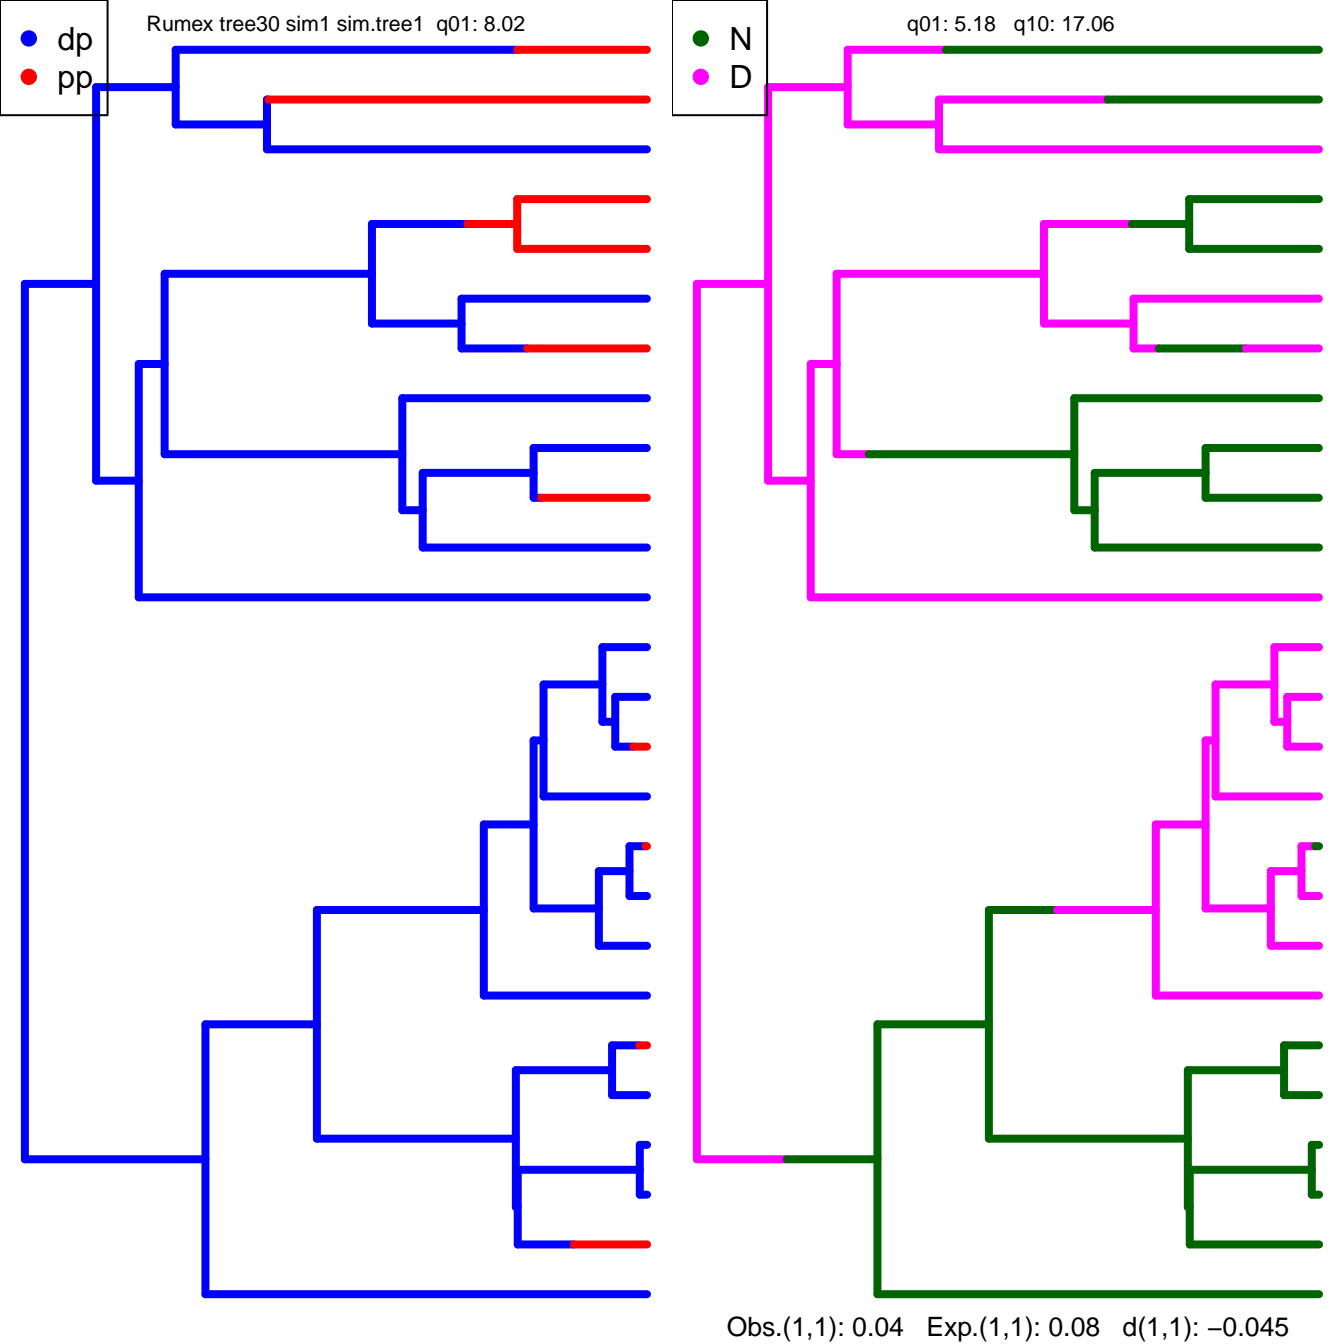 Rumex tree30 sim1 sim.tree1 q01: 8.02
dp
pp
q01: 5.18 q10: 17.06
N
D
Obs.(1,1): 0.04 Exp.(1,1): 0.08 d(1,1): −0.045